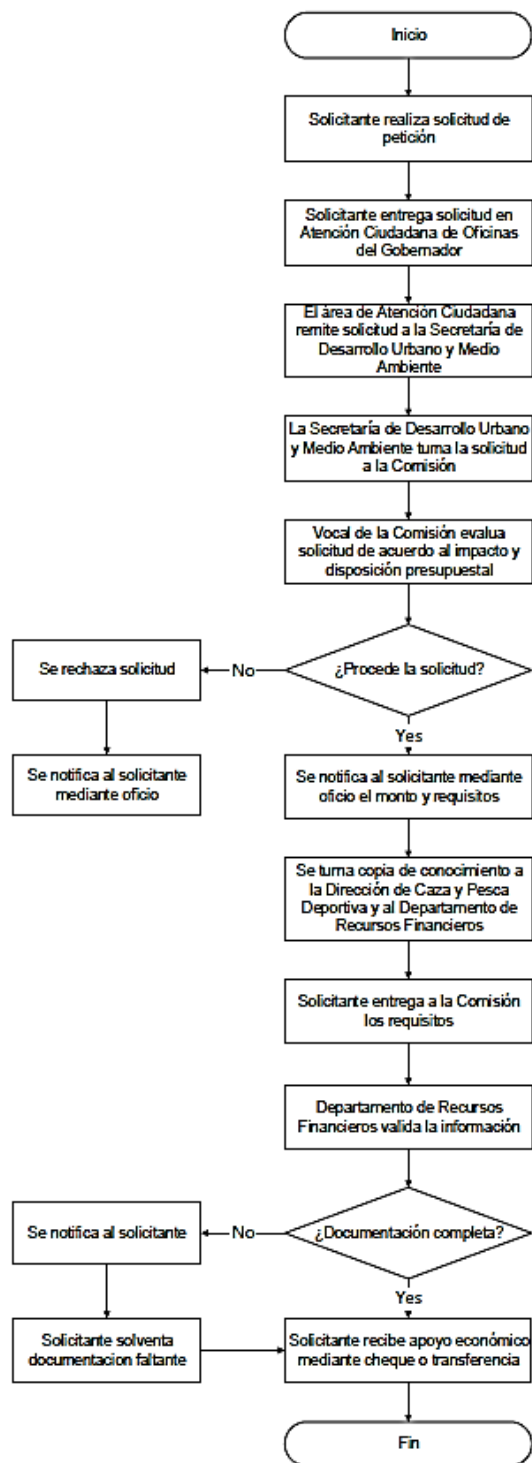 Inicio
Solicitante realiza solicitud de
petición
Solicitante entrega solicitud en
Atención Ciudadana de Oficinas
del Gobernador
El área de Atención Ciudadana
remite solicitud a la Secretaría de
Desarrollo Urbano y Medio
Ambiente
La Secretaría de Desarrollo Urbano
y Medio Ambiente turna la solicitud
a la Comisión
Vocal de la Comisión evalua
solicitud de acuerdo al impacto y
disposición presupuestal
¿Procede la solicitud?
No
Se rechaza solicitud
Se notifica al solicitante
mediante oficio
Yes
Se notifica al solicitante mediante
oficio el monto y requisitos
Se turna copia de conocimiento a
la Dirección de Caza y Pesca
Deportiva y al Departamento de
Recursos Financieros
Solicitante entrega a la Comisión
los requisitos
Departamento de Recursos
Financieros valida la información
¿Documentación completa?
No
Se notifica al solicitante
Solicitante solventa
documentacion faltante
Yes
Solicitante recibe apoyo económico
mediante cheque o transferencia
Fin